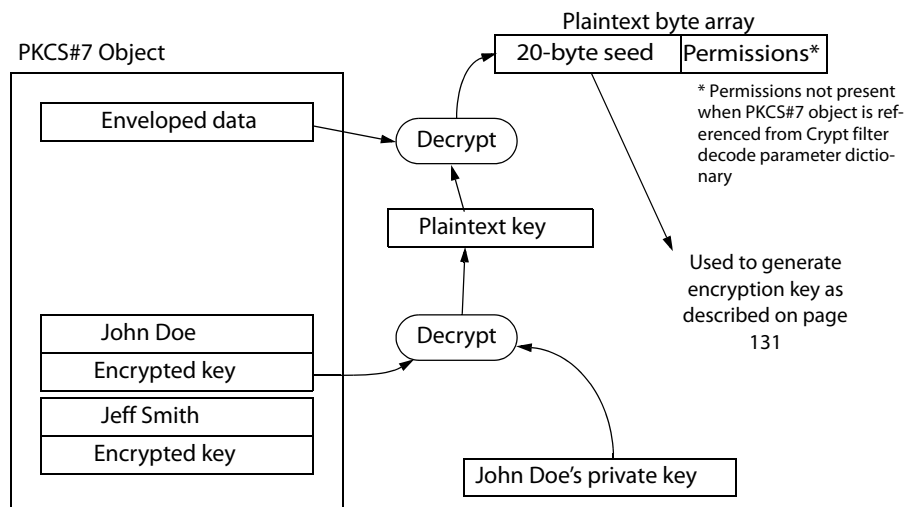 Plaintext byte array
PKCS#7 Object
20-byte seed
Permissions*
* Permissions not present
when PKCS#7 object is ref-
erenced from Crypt filter
decode parameter dictio-
nary
Enveloped data
Decrypt
Plaintext key
Used to generate
encryption key as
described on page
131
John Doe
Encrypted key
Decrypt
Jeff Smith
Encrypted key
John Doe's private key